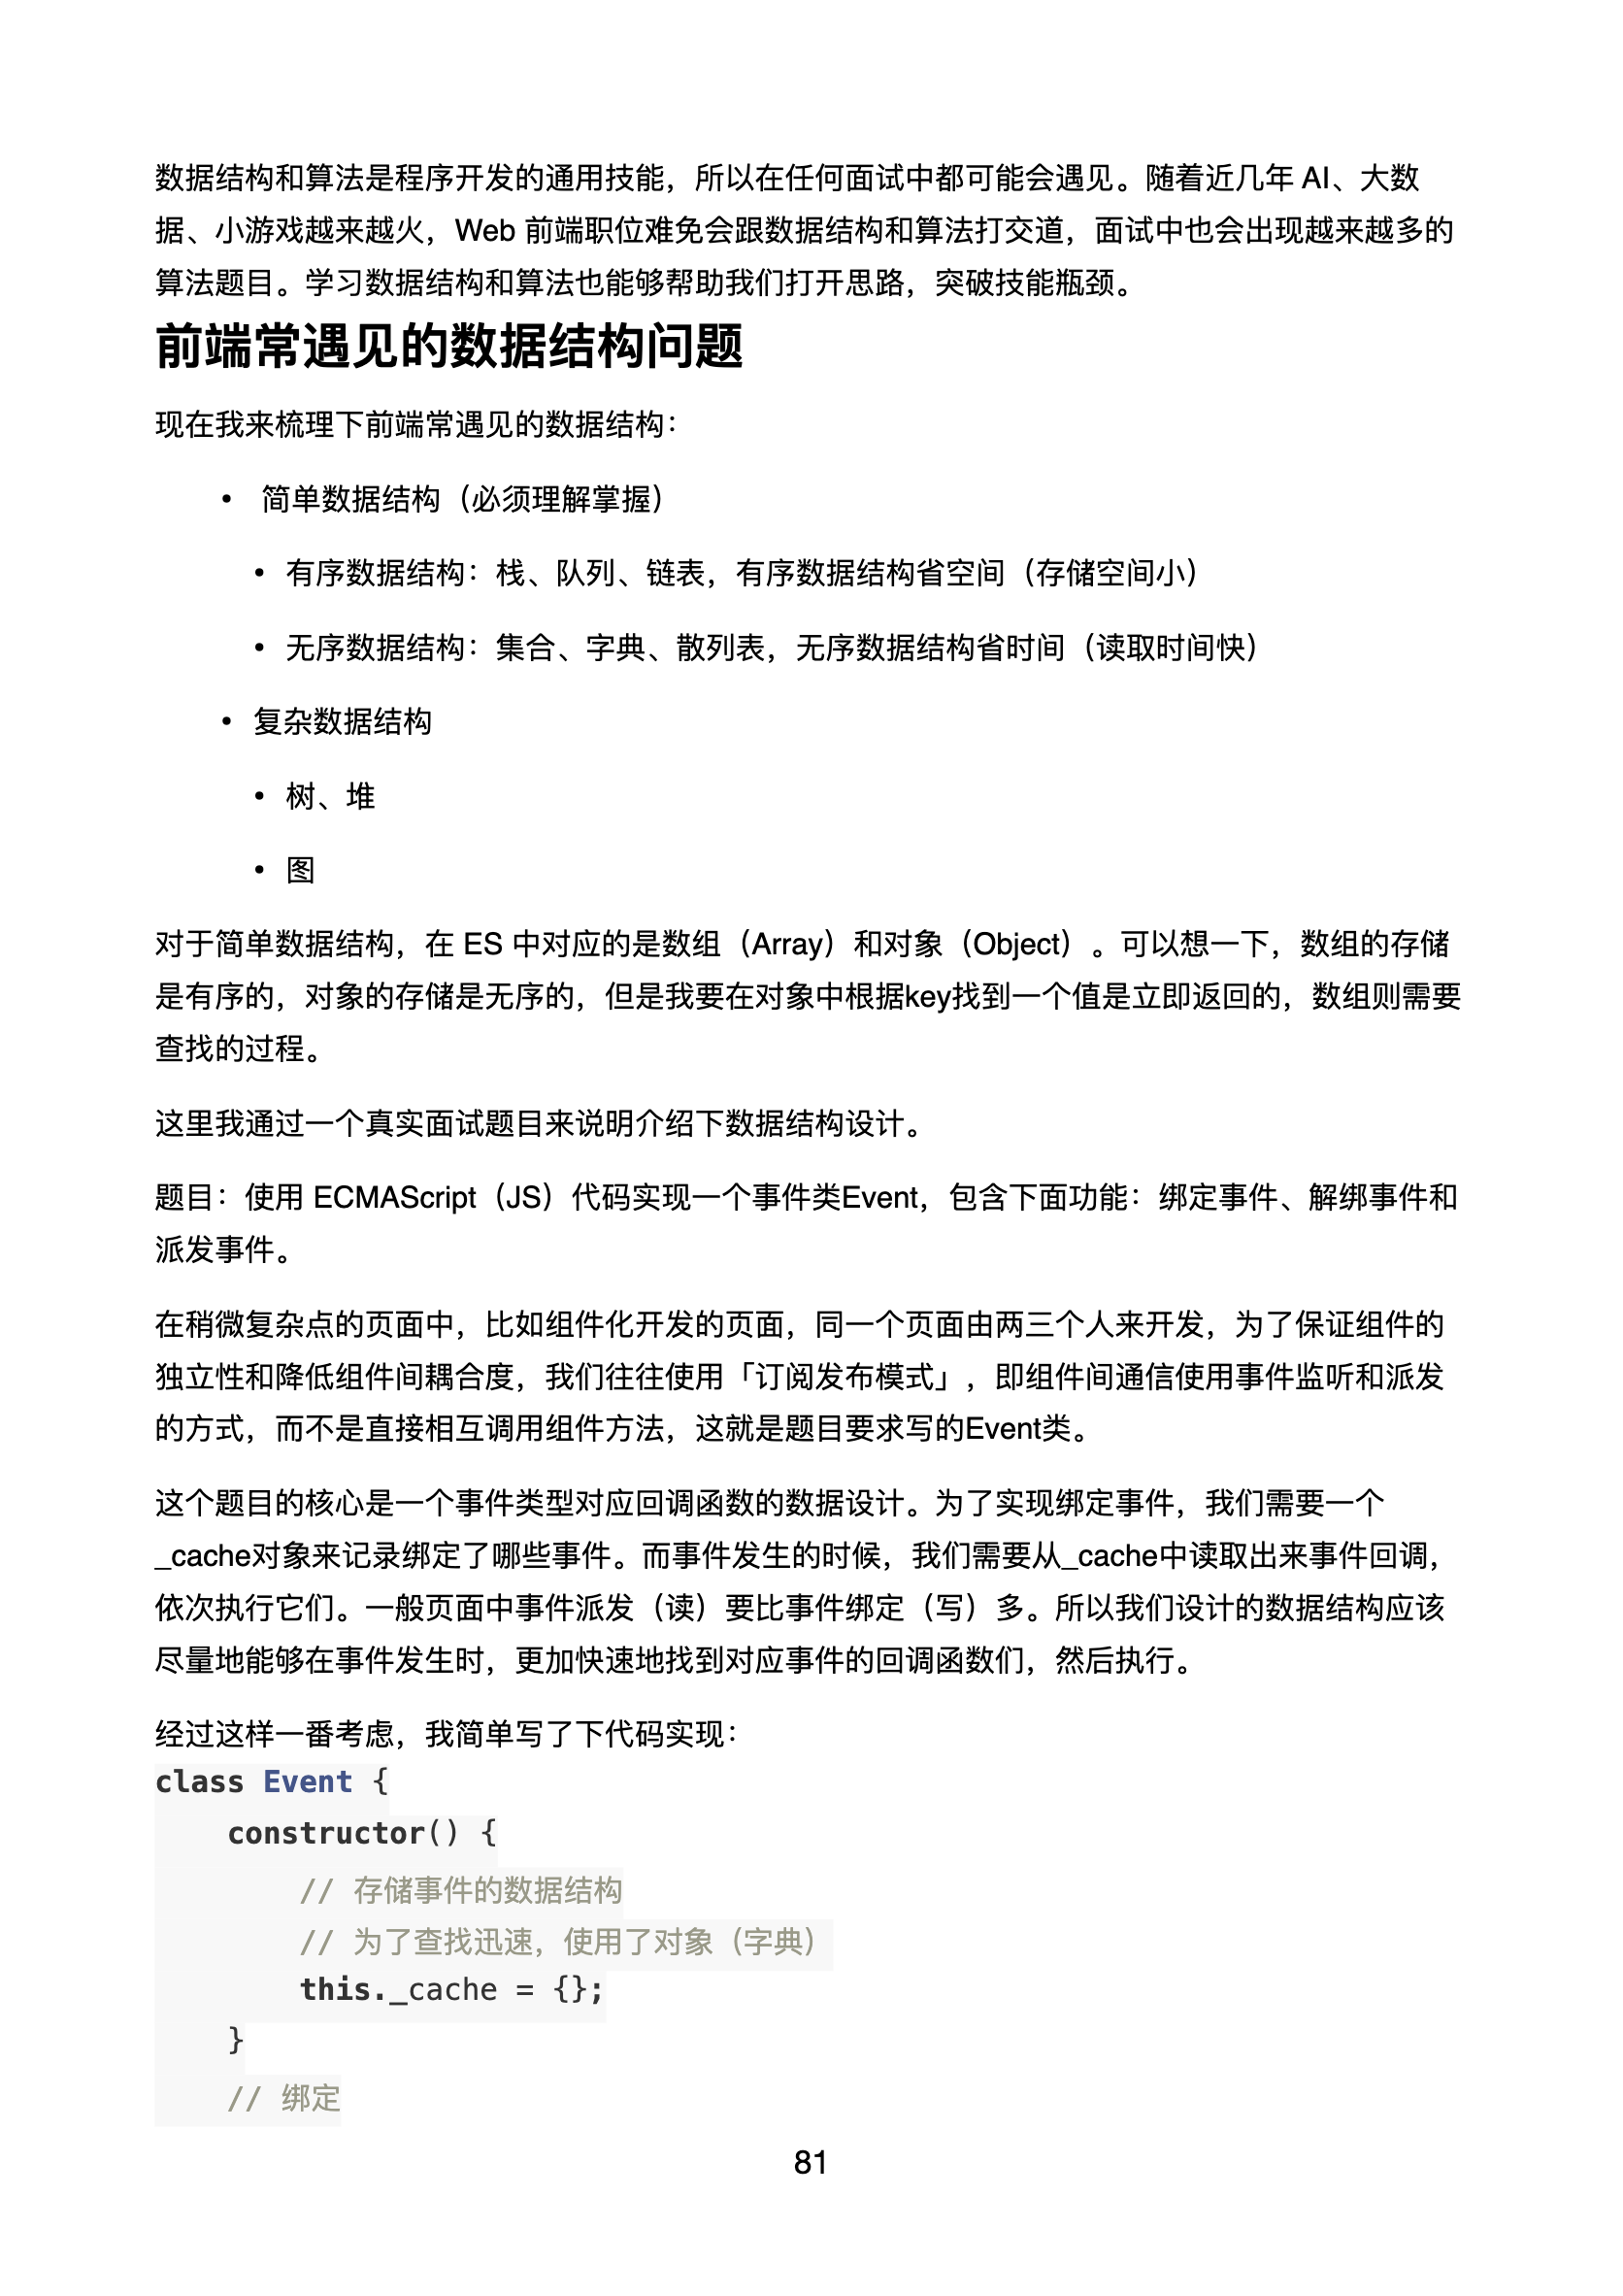 数据结构和算法是程序开发的通用技能，所以在任何面试中都可能会遇见。随着近几年 AI、大数
据、小游戏越来越火，Web 前端职位难免会跟数据结构和算法打交道，面试中也会出现越来越多的
算法题目。学习数据结构和算法也能够帮助我们打开思路，突破技能瓶颈。
前端常遇见的数据结构问题
现在我来梳理下前端常遇见的数据结构：
• 简单数据结构（必须理解掌握）
• 有序数据结构：栈、队列、链表，有序数据结构省空间（存储空间小）
• 无序数据结构：集合、字典、散列表，无序数据结构省时间（读取时间快）
• 复杂数据结构
• 树、堆
• 图
对于简单数据结构，在 ES 中对应的是数组（Array）和对象（Object）。可以想一下，数组的存储
是有序的，对象的存储是无序的，但是我要在对象中根据key找到一个值是立即返回的，数组则需要
查找的过程。
这里我通过一个真实面试题目来说明介绍下数据结构设计。
题目：使用 ECMAScript（JS）代码实现一个事件类Event，包含下面功能：绑定事件、解绑事件和
派发事件。
在稍微复杂点的页面中，比如组件化开发的页面，同一个页面由两三个人来开发，为了保证组件的
独立性和降低组件间耦合度，我们往往使用「订阅发布模式」，即组件间通信使用事件监听和派发
的方式，而不是直接相互调用组件方法，这就是题目要求写的Event类。
这个题目的核心是一个事件类型对应回调函数的数据设计。为了实现绑定事件，我们需要一个
_cache对象来记录绑定了哪些事件。而事件发生的时候，我们需要从_cache中读取出来事件回调，
依次执行它们。一般页面中事件派发（读）要比事件绑定（写）多。所以我们设计的数据结构应该
尽量地能够在事件发生时，更加快速地找到对应事件的回调函数们，然后执行。
经过这样一番考虑，我简单写了下代码实现：
class Event {
    constructor() {
        // 存储事件的数据结构
        // 为了查找迅速，使用了对象（字典）
        this._cache = {};
    }
    // 绑定
81